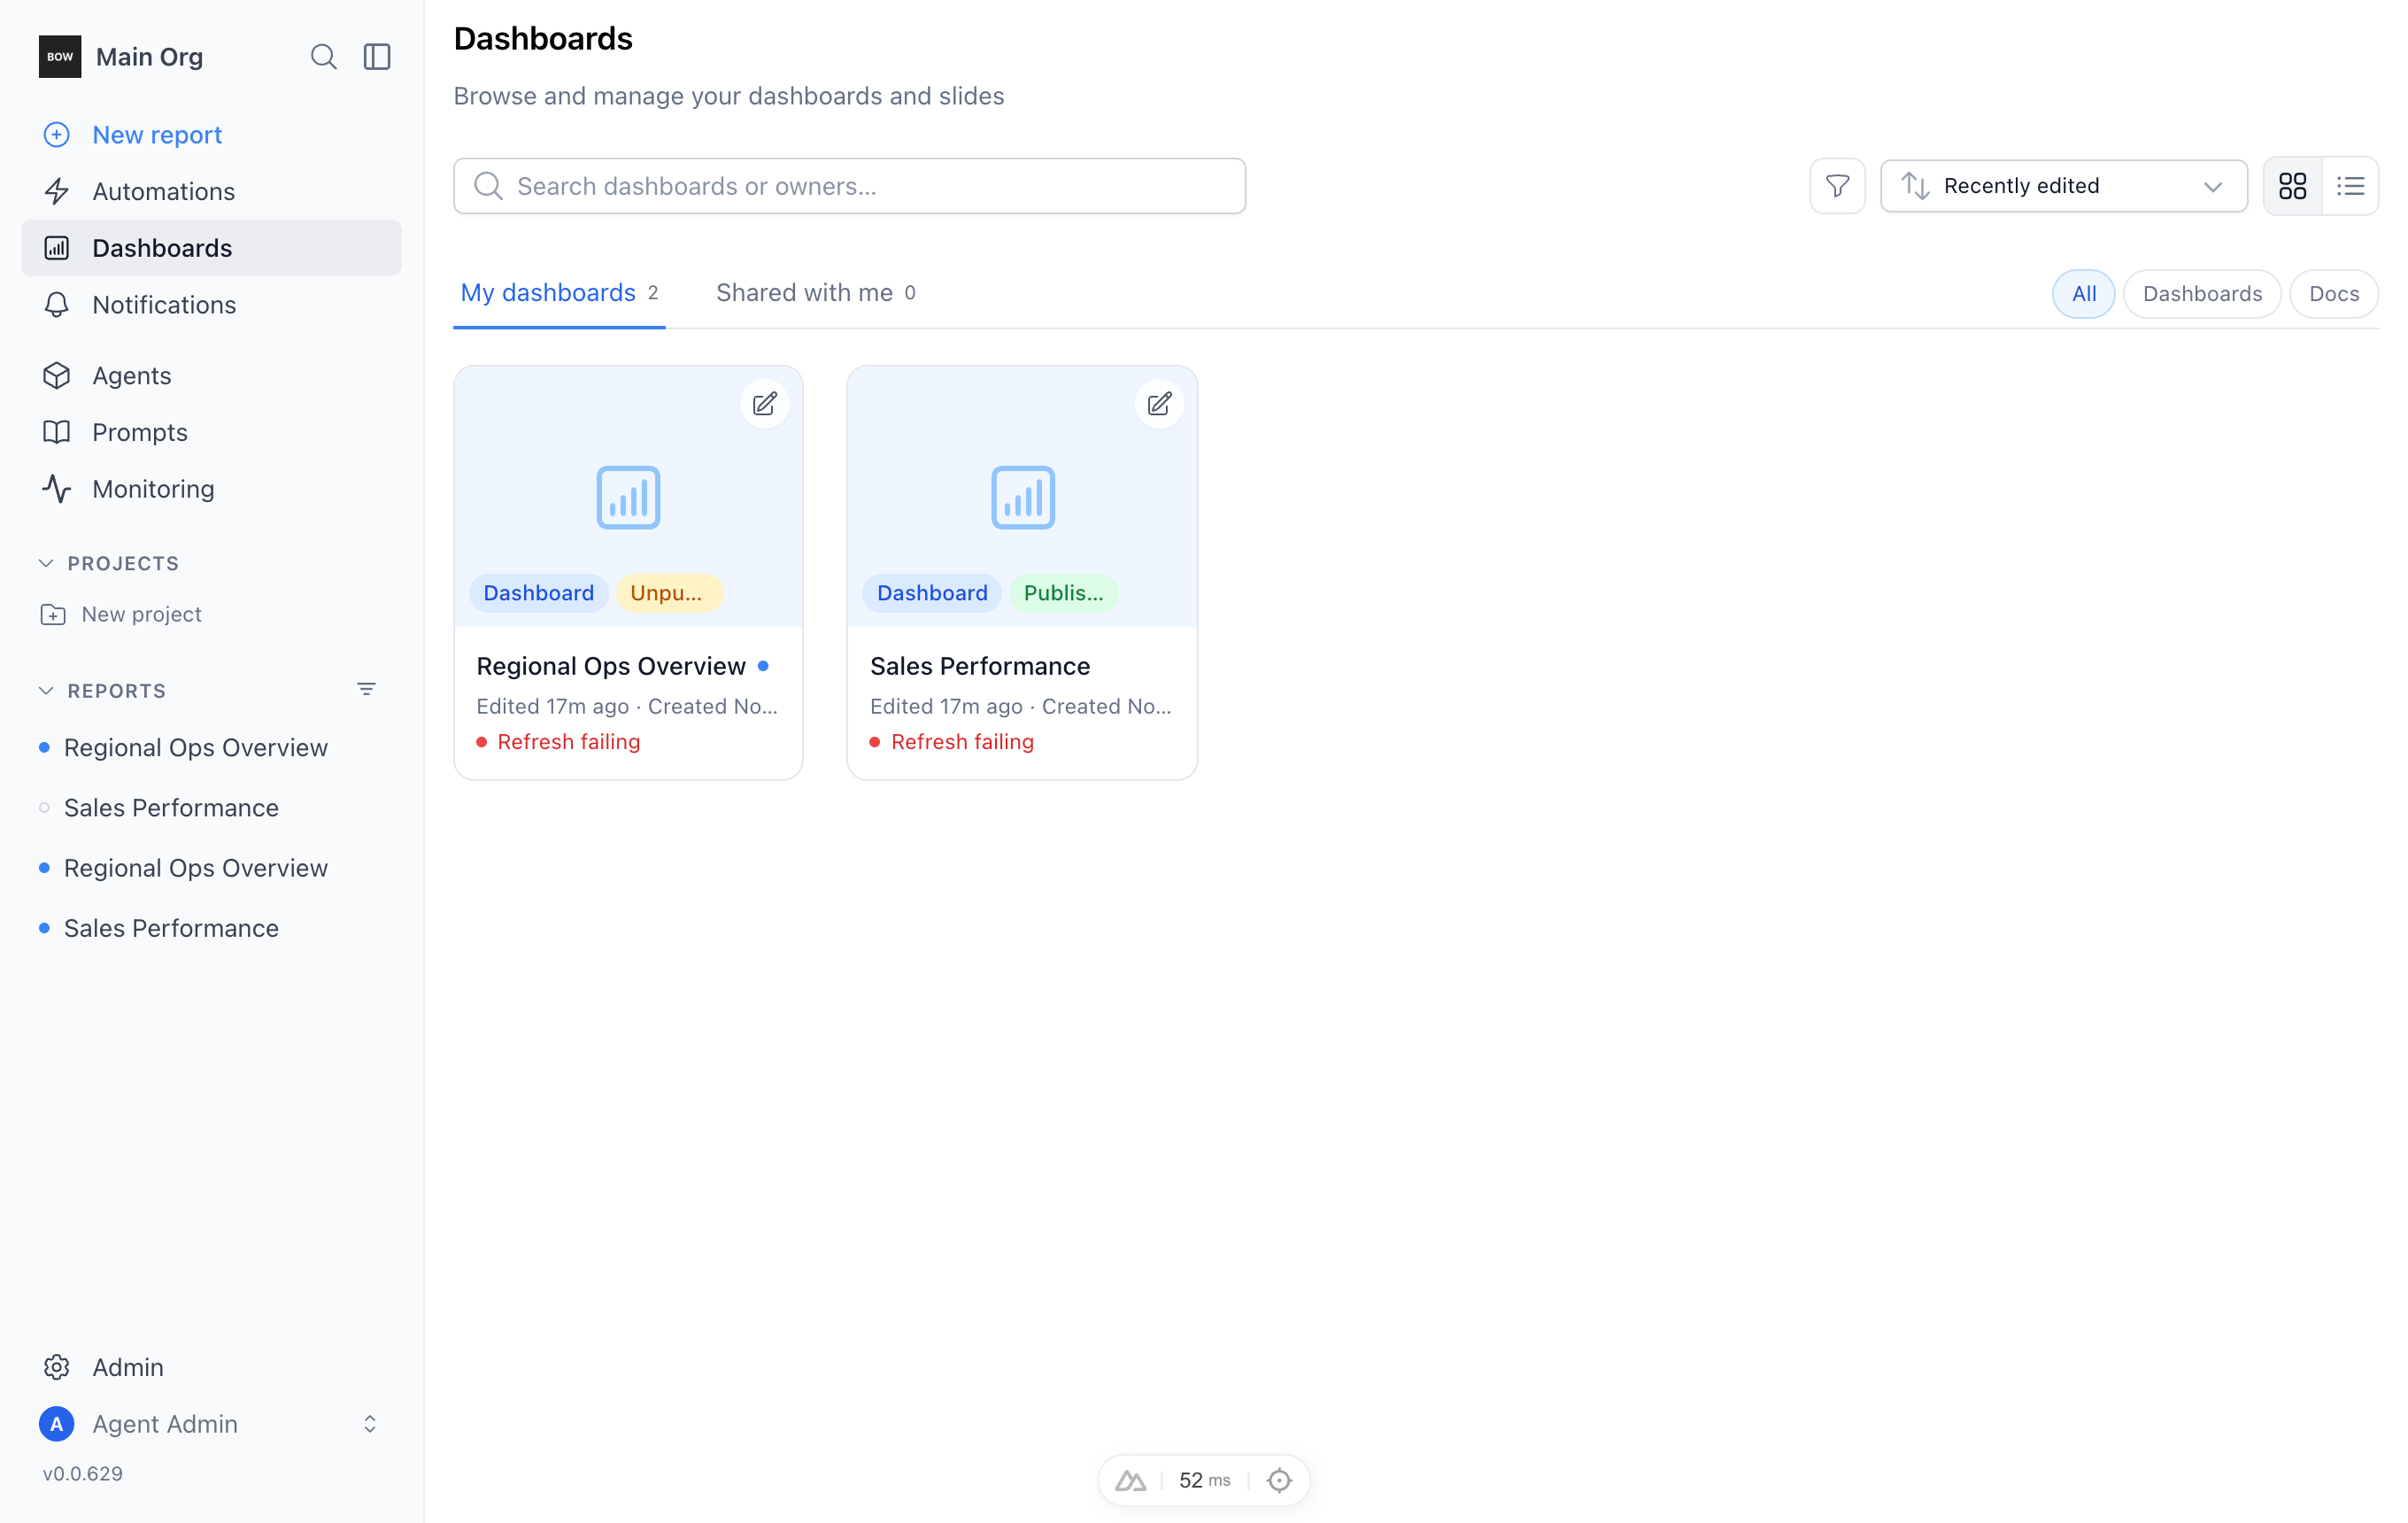 BOW
Main Org
New report
Automations
Dashboards
Notifications
Agents
Prompts
Monitoring
PROJECTS
New project
REPORTS
Regional Ops Overview
Sales Performance
Regional Ops Overview
Sales Performance
Admin
A
Agent Admin
v0.0.629
Dashboards
Browse and manage your dashboards and slides
Search dashboards or owners...
Recently edited
My dashboards 2
Shared with me 0
All
Dashboards
Docs
Dashboard Unpu...
Regional Ops Overview
Edited 17m ago · Created No...
Refresh failing
Dashboard Publis...
Sales Performance
Edited 17m ago · Created No...
Refresh failing
52 ms